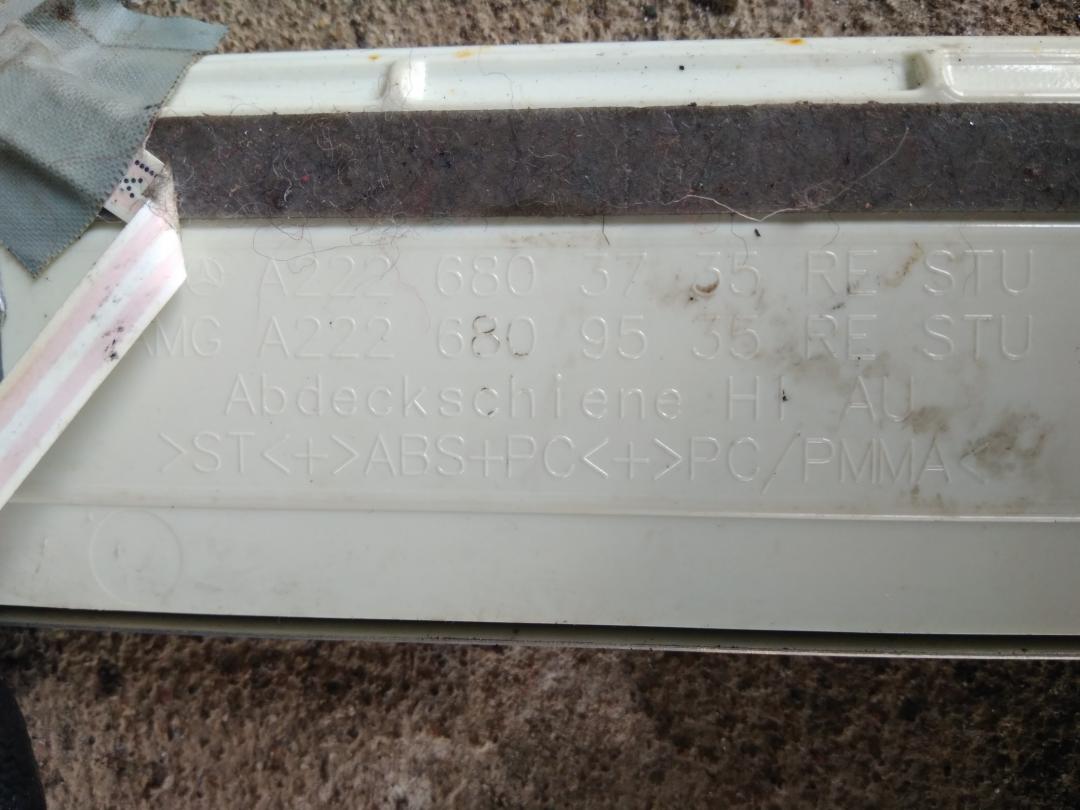 A222 680 37 35 RE STU
AMG A222 680 95 35 RE STU
Abdeckschiene HI AU
>ST<+>ABS+PC<+>PC/PMMA<